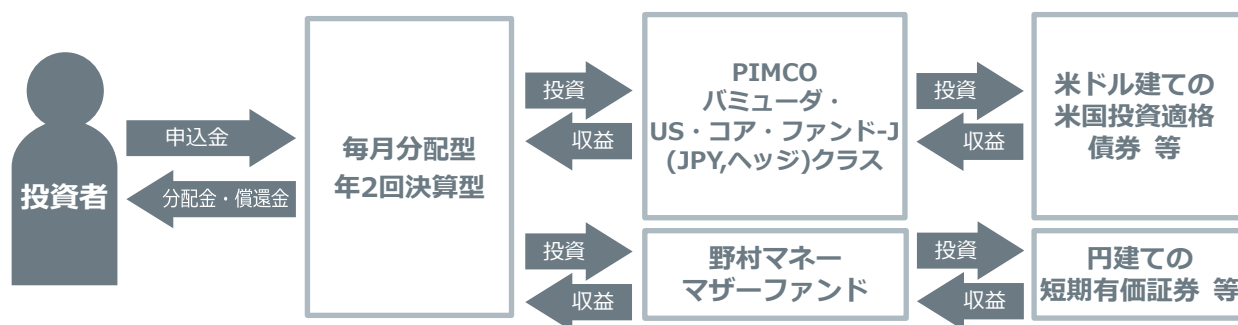 投資者
申込金
分配金・償還金
毎月分配型
年2回決算型
投資
収益
PIMCO
バミューダ・
US・コア・ファンド-J
(JPY,ヘッジ)クラス
投資
収益
米ドル建ての
米国投資適格
債券 等
投資
収益
野村マネー
マザーファンド
投資
収益
円建ての
短期有価証券 等